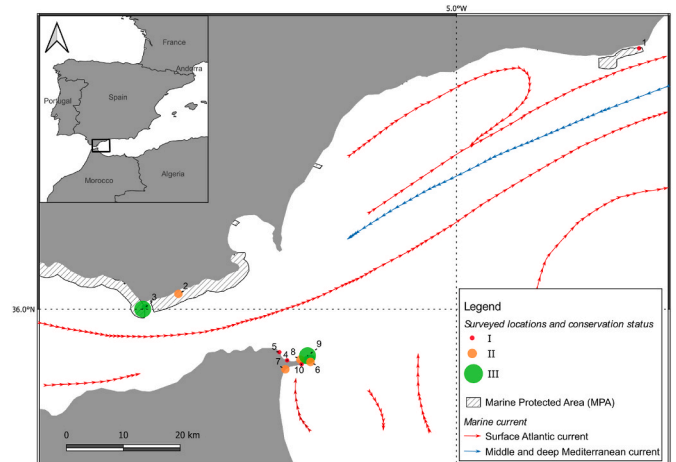 5.0°W
France
Andorra
Portugal
Spain
Morocco
Algeria
1
2
3
36.0°N
9
5
8
4
7
10
6
Legend
Surveyed locations and conservation status
I
II
III
Marine Protected Area (MPA)
Marine current
Surface Atlantic current
Middle and deep Mediterranean current
0 10 20 km